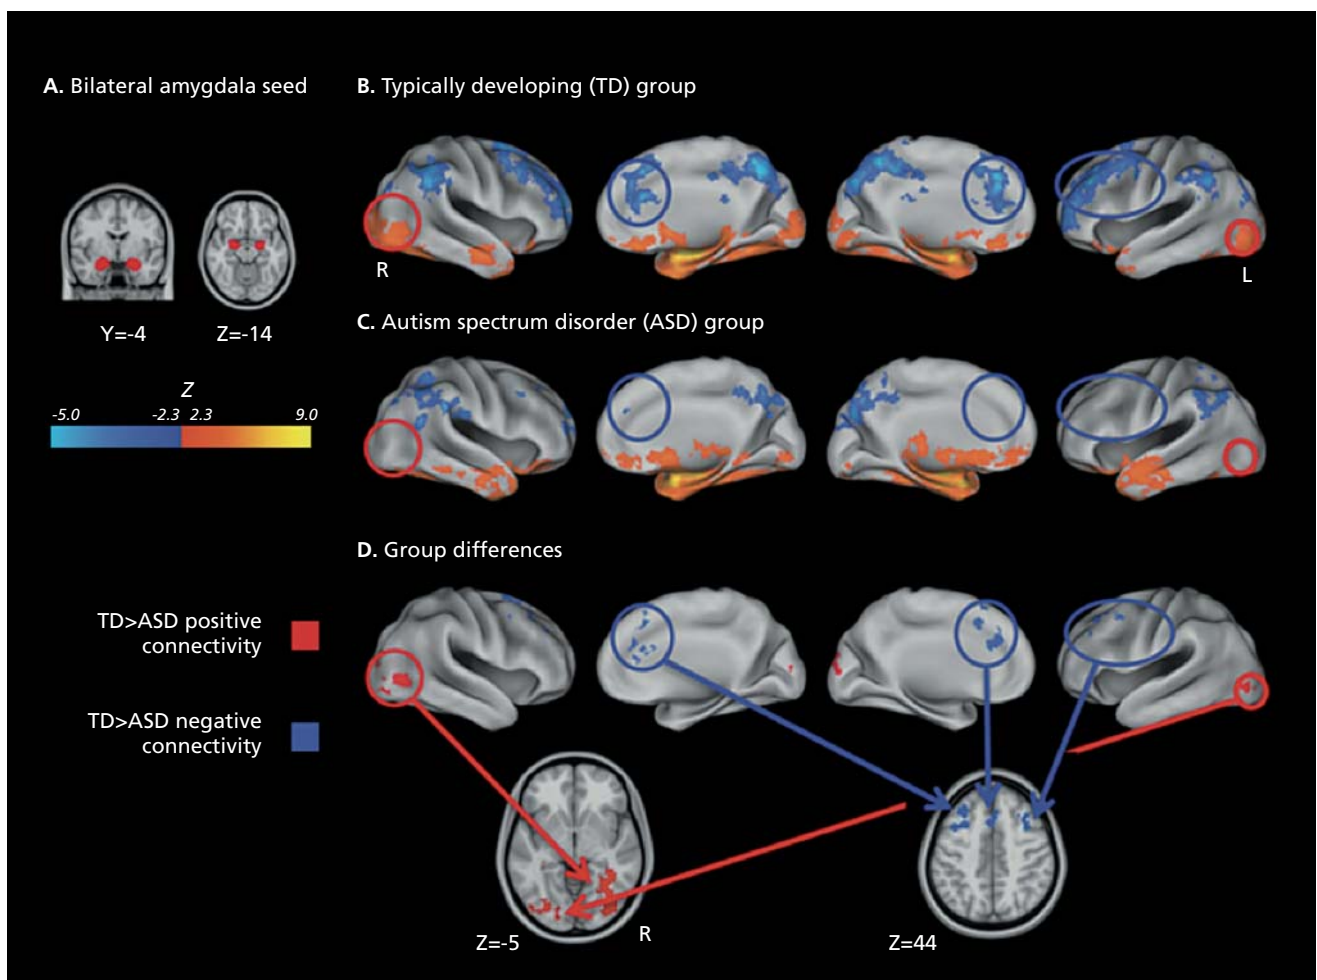 A. Bilateral amygdala seed
B. Typically developing (TD) group
R
L
Y=-4
Z=-14
C. Autism spectrum disorder (ASD) group
Z
-5.0
-2.3
2.3
9.0
D. Group differences
TD>ASD positive
connectivity
TD>ASD negative
connectivity
Z=-5
R
Z=44